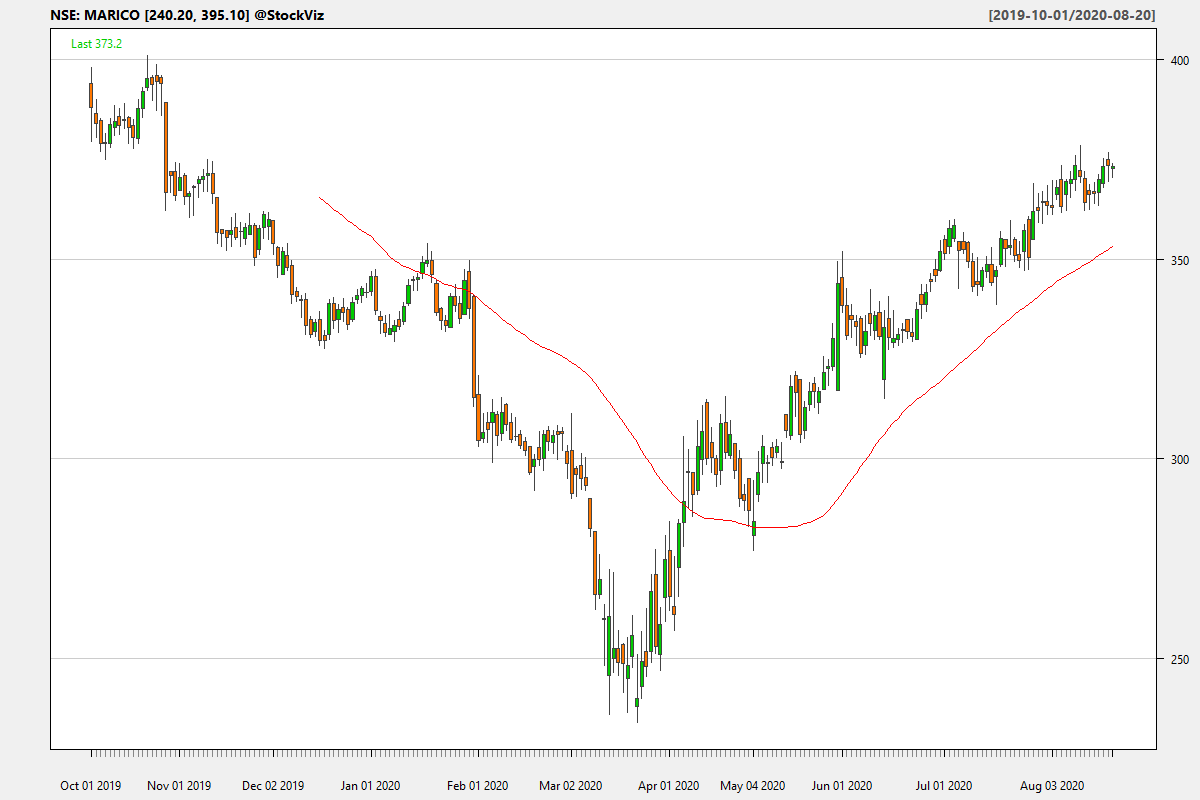 NSE: MARICO [240.20, 395.10] @StockViz [2019-10-01/2020-08-20]
Last 373.2
400
350
300
250
Oct 01 2019 Nov 01 2019 Dec 02 2019 Jan 01 2020 Feb 01 2020 Mar 02 2020 Apr 01 2020 May 04 2020 Jun 01 2020 Jul 01 2020 Aug 03 2020